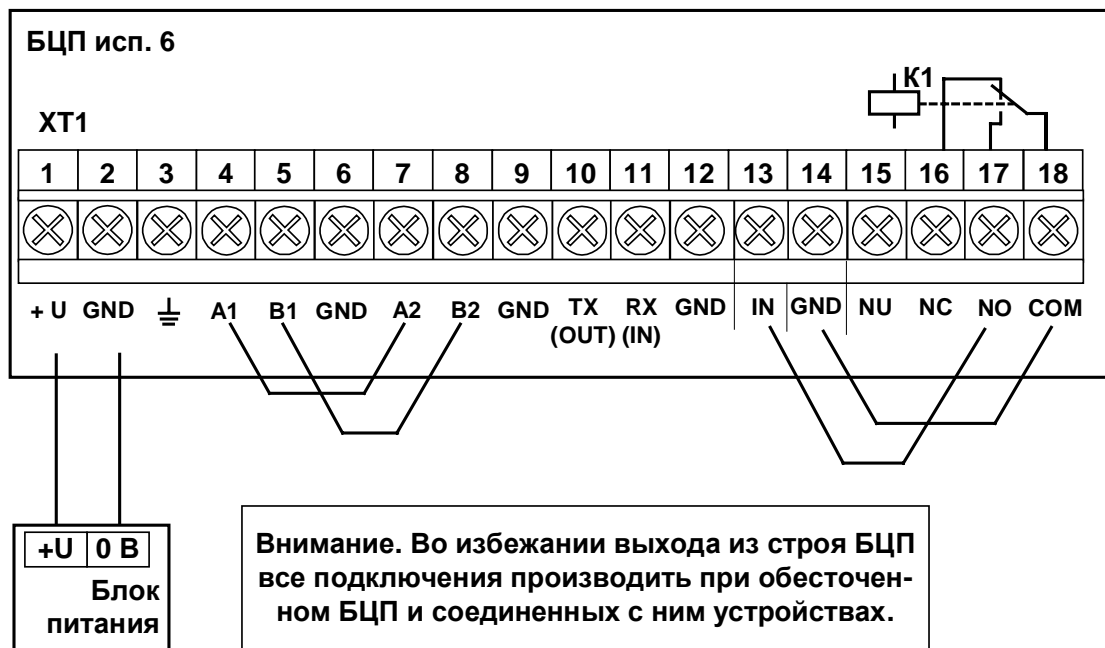 БЦП исп. 6
К1
ХТ1
1 2 3 4 5 6 7 8 9 10 11 12 13 14 15 16 17 18
+ U GND A1 B1 GND A2 B2 GND TX RX GND IN GND NU NC NO COM
(OUT) (IN)
+U 0 В
Блок
питания
Внимание. Во избежании выхода из строя БЦП
все подключения производить при обесточен-
ном БЦП и соединенных с ним устройствах.